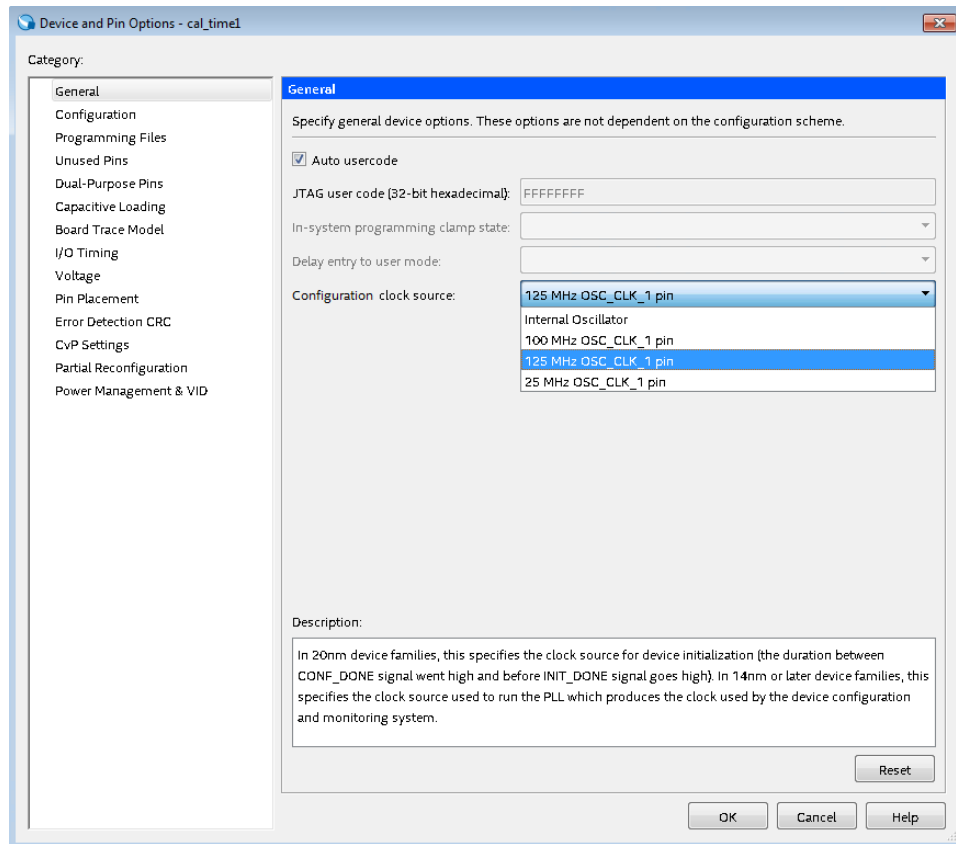 Device and Pin Options - cal_time1
Category:
General
Configuration
Programming Files
Unused Pins
Dual-Purpose Pins
Capacitive Loading
Board Trace Model
I/O Timing
Voltage
Pin Placement
Error Detection CRC
CvP Settings
Partial Reconfiguration
Power Management & VID
General
Specify general device options. These options are not dependent on the configuration scheme.
Auto usercode
JTAG user code (32-bit hexadecimal): FFFFFFFF
In-system programming clamp state:
Delay entry to user mode:
Configuration clock source: 125 MHz OSC_CLK_1 pin
Internal Oscillator
100 MHz OSC_CLK_1 pin
125 MHz OSC_CLK_1 pin
25 MHz OSC_CLK_1 pin
Description:
In 20nm device families, this specifies the clock source for device initialization (the duration between
CONF_DONE signal went high and before INIT_DONE signal goes high). In 14nm or later device families, this
specifies the clock source used to run the PLL which produces the clock used by the device configuration
and monitoring system.
Reset
OK Cancel Help